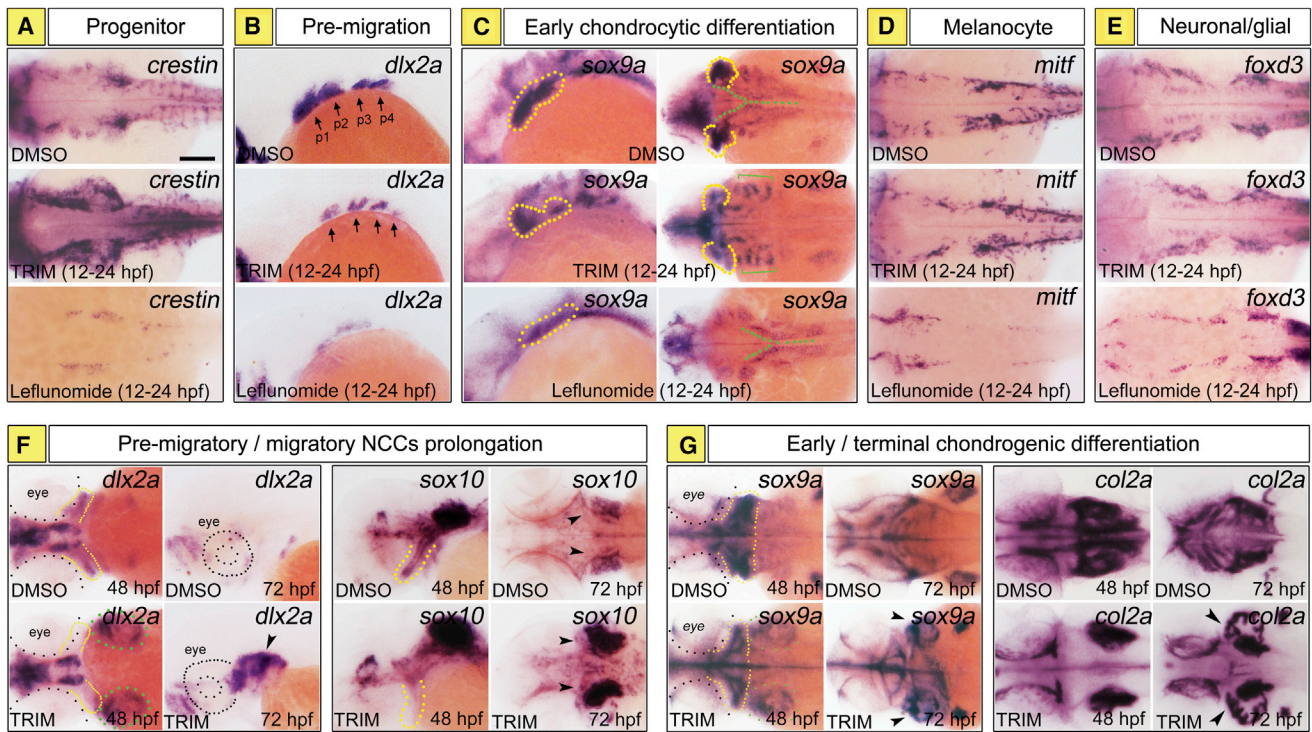 A Progenitor
crestin
DMSO
crestin
TRIM (12-24 hpf)
crestin
Leflunomide (12-24 hpf)
B Pre-migration
dlx2a
p1 p2 p3 p4
DMSO
dlx2a
TRIM (12-24 hpf)
dlx2a
Leflunomide (12-24 hpf)
C Early chondrocytic differentiation
sox9a sox9a
DMSO
sox9a sox9a
TRIM (12-24 hpf)
sox9a sox9a
Leflunomide (12-24 hpf)
D Melanocyte
mitf
DMSO
mitf
TRIM (12-24 hpf)
mitf
Leflunomide (12-24 hpf)
E Neuronal/glial
foxd3
DMSO
foxd3
TRIM (12-24 hpf)
foxd3
Leflunomide (12-24 hpf)
F Pre-migratory / migratory NCCs prolongation
dlx2a dlx2a sox10 sox10
eye eye
DMSO 48 hpf DMSO 72 hpf DMSO 48 hpf DMSO 72 hpf
dlx2a dlx2a sox10 sox10
eye eye
TRIM 48 hpf TRIM 72 hpf TRIM 48 hpf TRIM 72 hpf
G Early / terminal chondrogenic differentiation
sox9a sox9a col2a col2a
eye
DMSO 48 hpf DMSO 72 hpf DMSO 48 hpf DMSO 72 hpf
sox9a sox9a col2a col2a
eye
TRIM 48 hpf TRIM 72 hpf TRIM 48 hpf TRIM 72 hpf